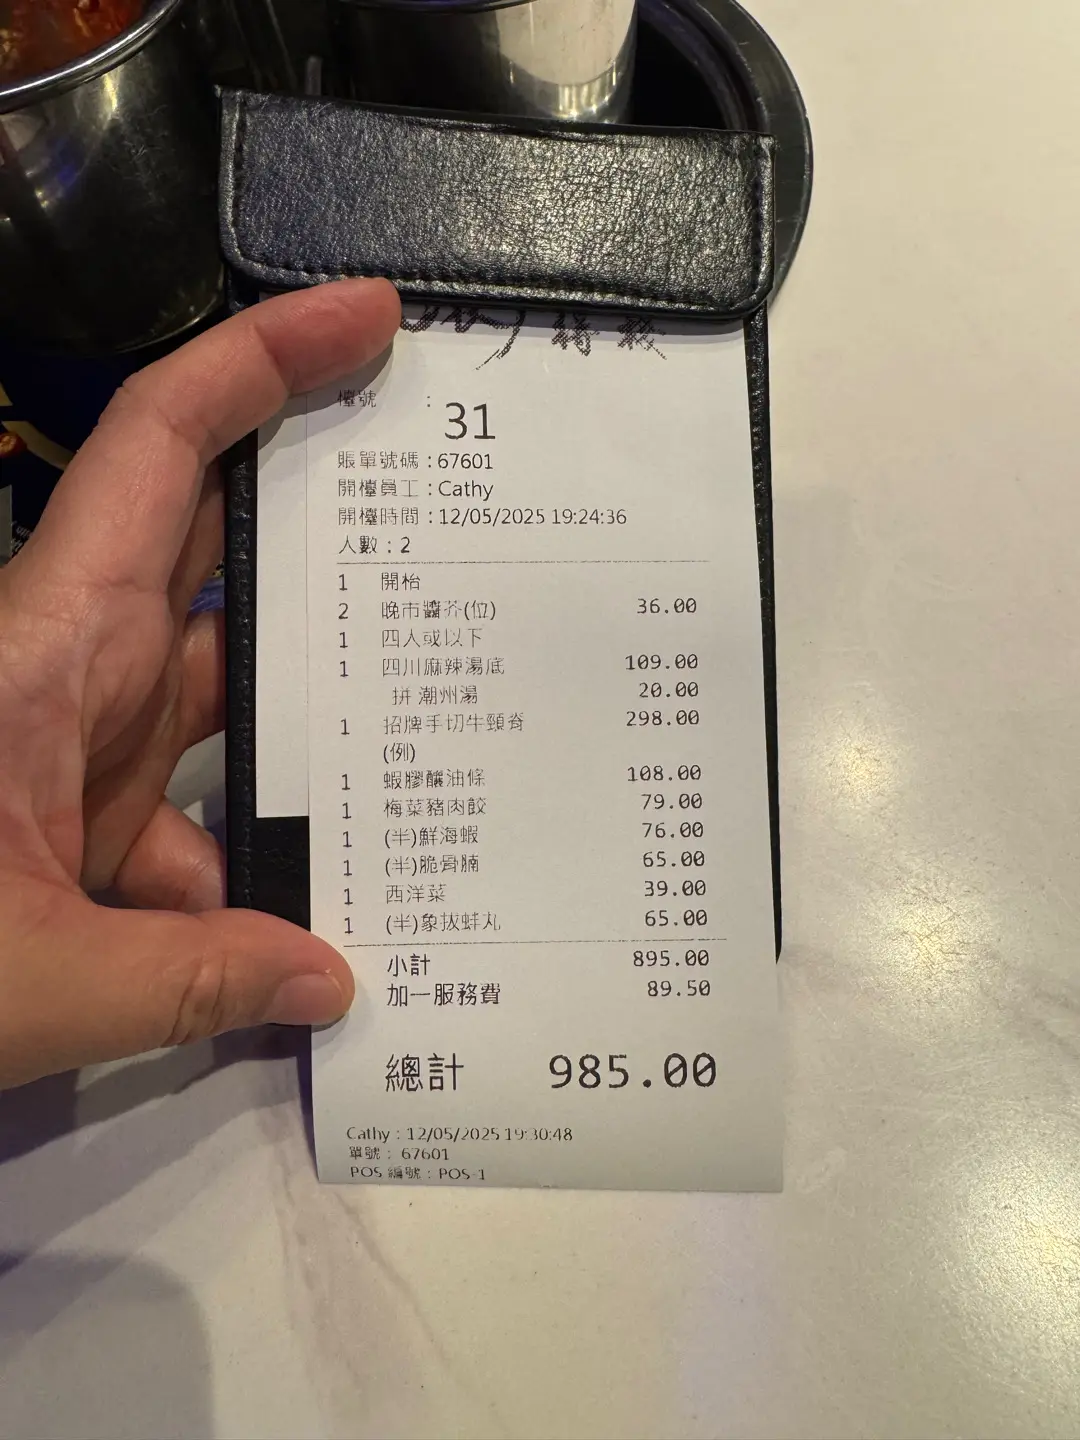 檯號 :
31
賬單號碼 : 67601
開檯員工 : Cathy
開檯時間 : 12/05/2025 19:24:36
人數 : 2
1 開枱
2 晚市醬芥(位) 36.00
1 四人或以下
1 四川麻辣湯底 109.00
拼 潮州湯 20.00
1 招牌手切牛頸脊 298.00
(例)
1 蝦膠釀油條 108.00
1 梅菜豬肉餃 79.00
1 (半)鮮海蝦 76.00
1 (半)脆骨腩 65.00
1 西洋菜 39.00
1 (半)象拔蚌丸 65.00
小計 895.00
加一服務費 89.50
總計 985.00
Cathy : 12/05/2025 19:30:48
單號 : 67601
POS 編號 : POS-1